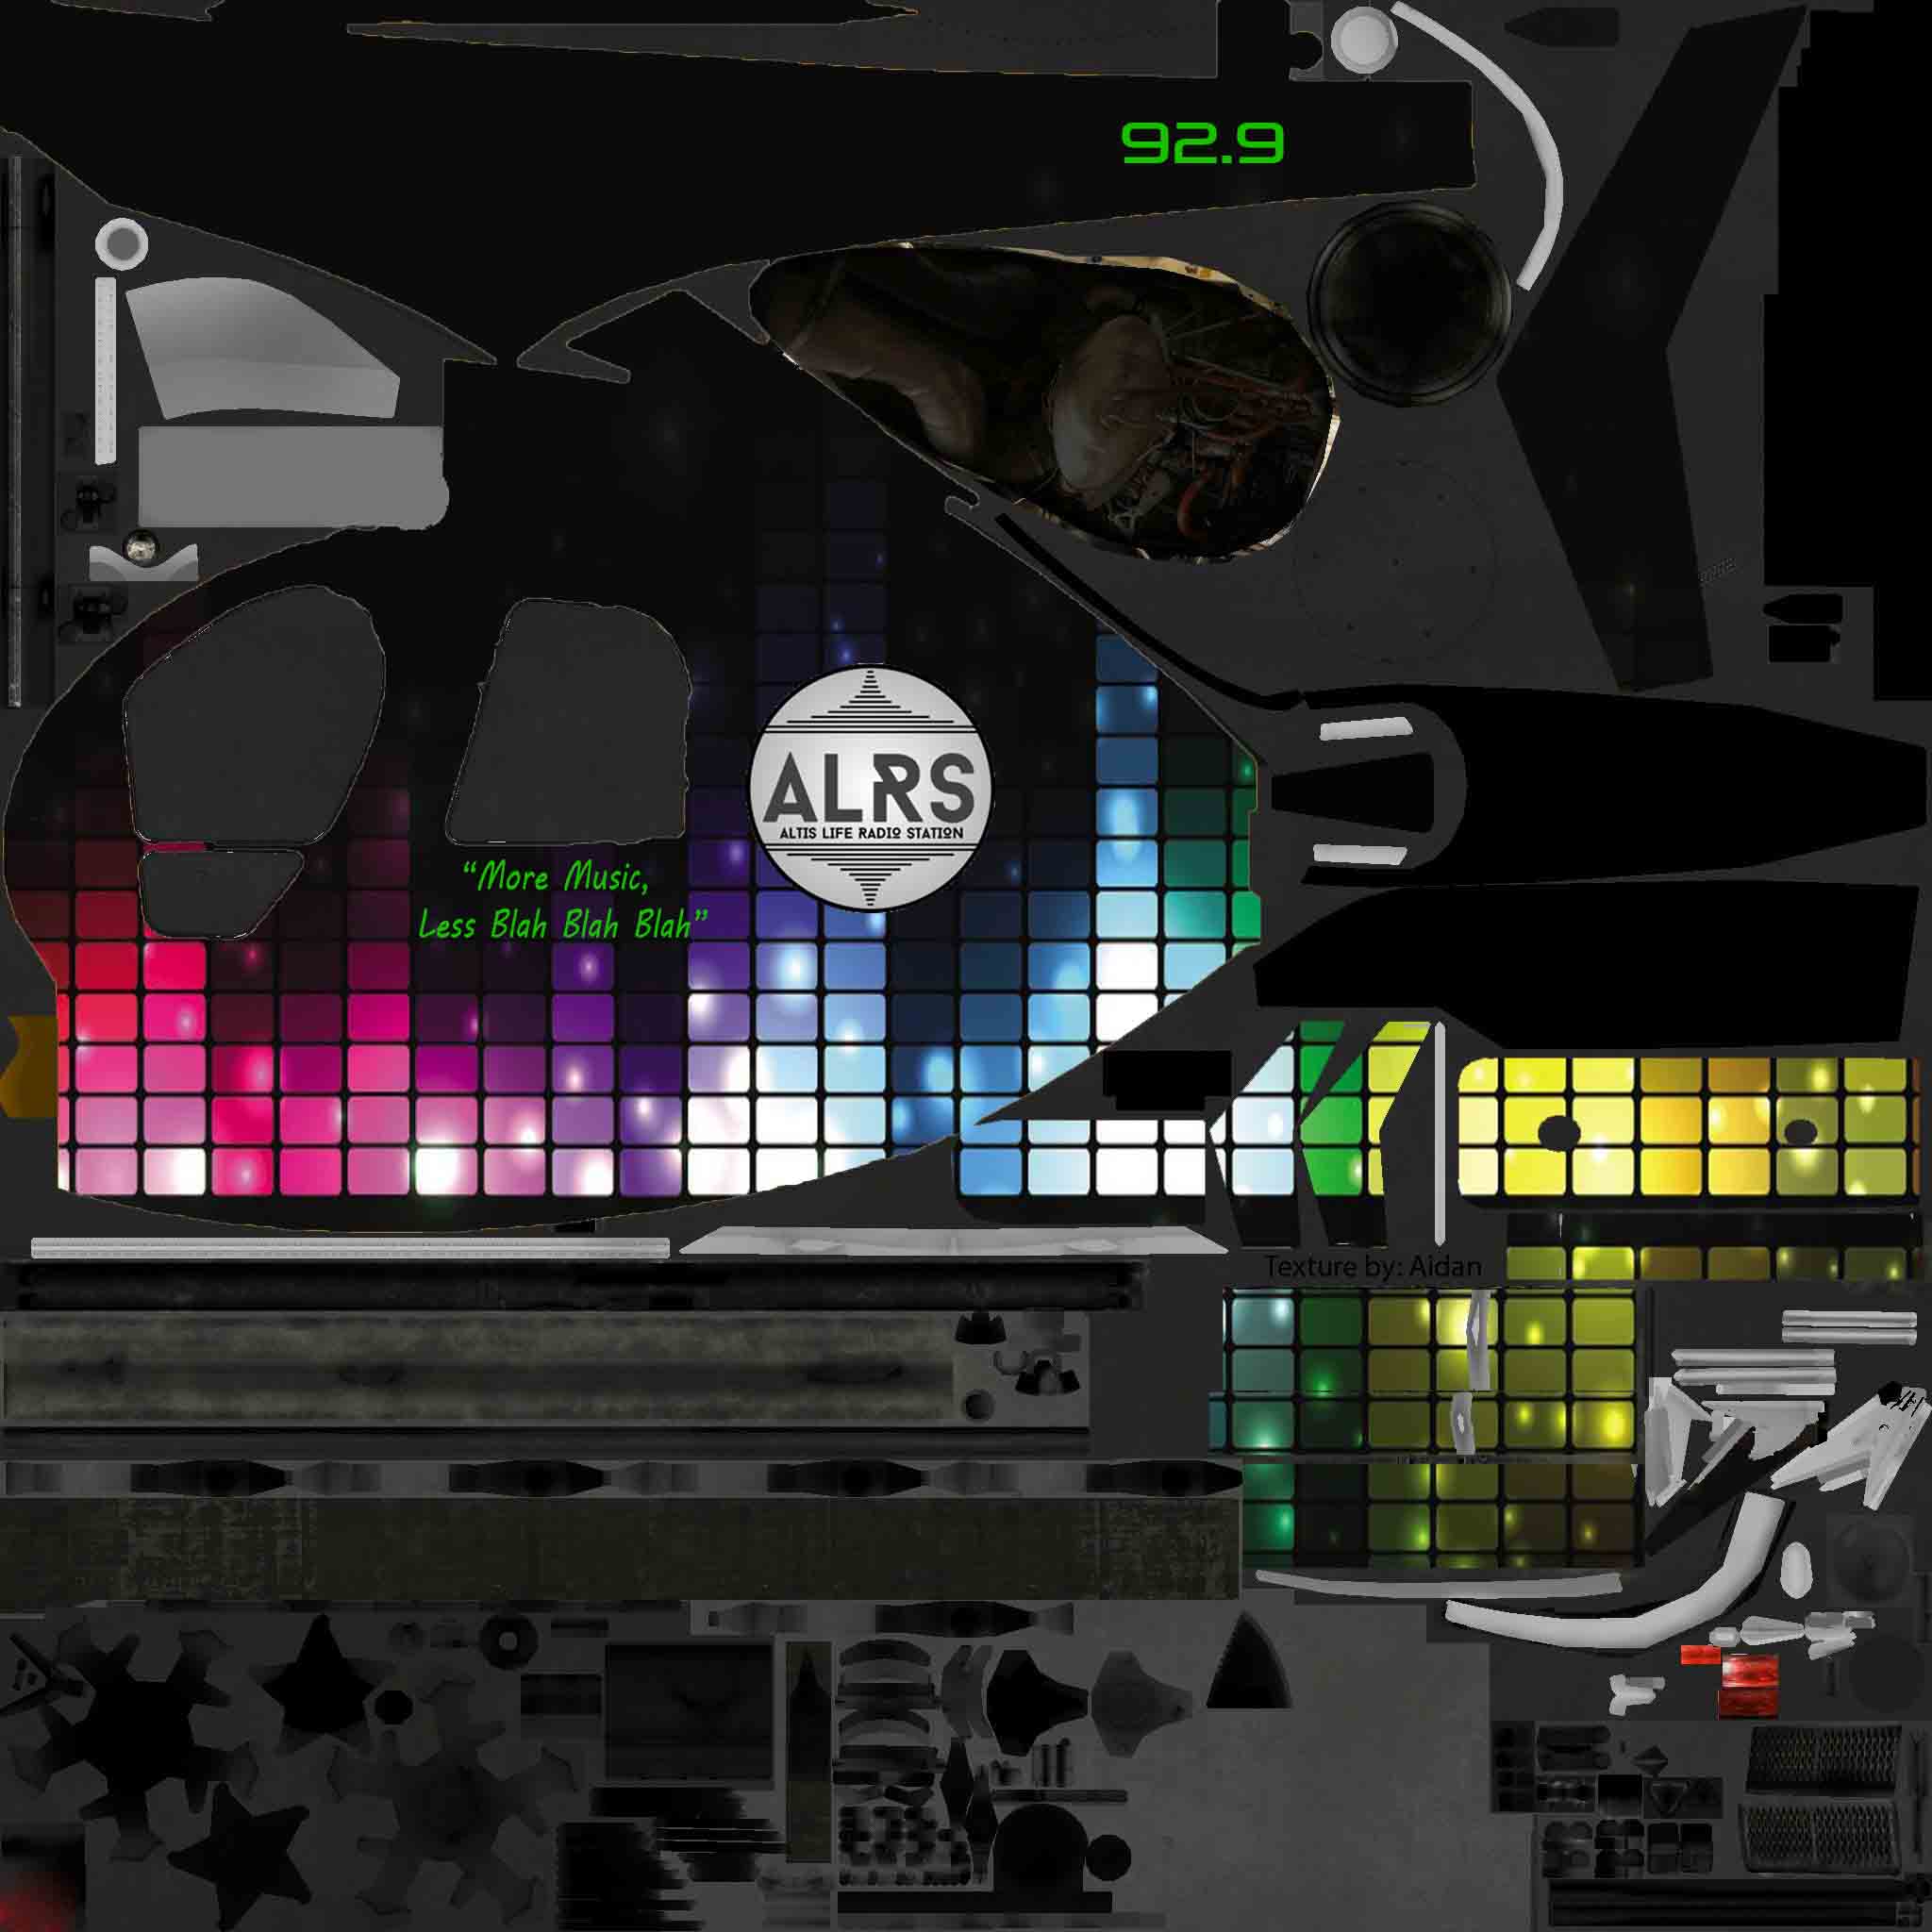 92.9
ALRS
ALTIS LIFE RADIO STATION
“More Music,
Less Blah Blah Blah”
Texture by: Aidan